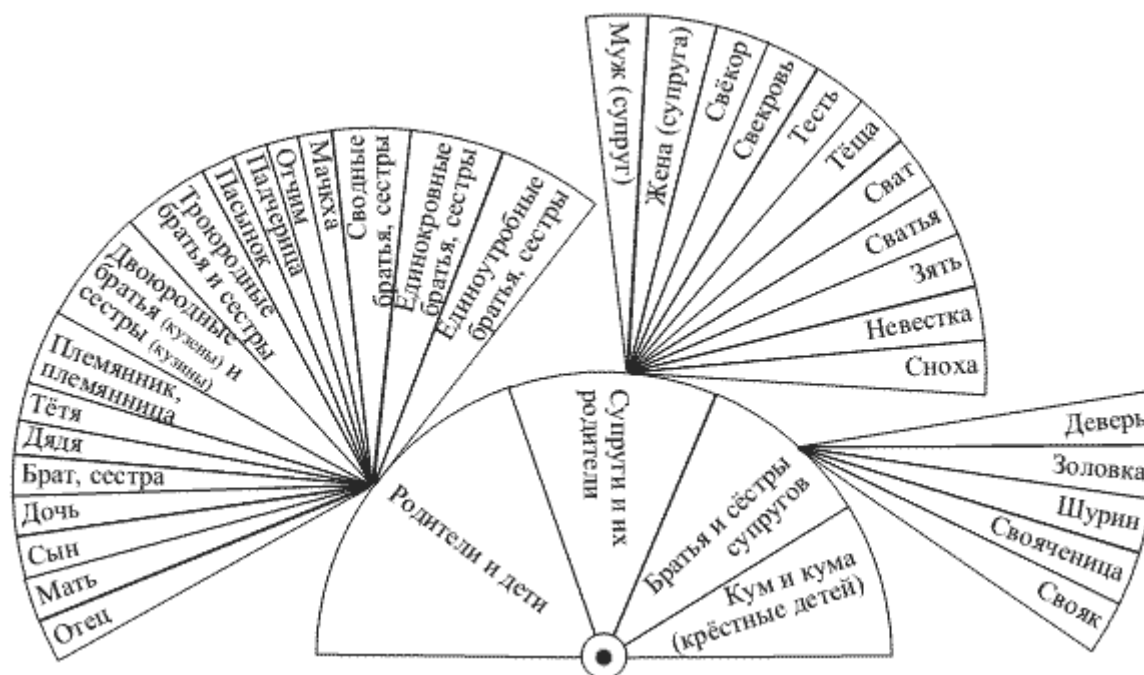 Отец
Мать
Сын
Дочь
Брат, сестра
Дядя
Тётя
Племянник,
племянница
Двоюродные
братья (кузены) и
сестры (кузины)
Троюродные
братья и сестры
Пасынок
Падчерица
Отчим
Мачкха
Сводные
братья, сестры
Единокровные
братья, сестры
Единоутробные
братья, сестры
Муж (супруг)
Жена (супруга)
Свёкор
Свекровь
Тесть
Тёща
Сват
Сватья
Зять
Невестка
Сноха
Деверь
Золовка
Шурин
Свояченица
Свояк
Родители и дети
Супруги и их
родители
Братья и сёстры
супругов
Кум и кума
(крёстные детей)